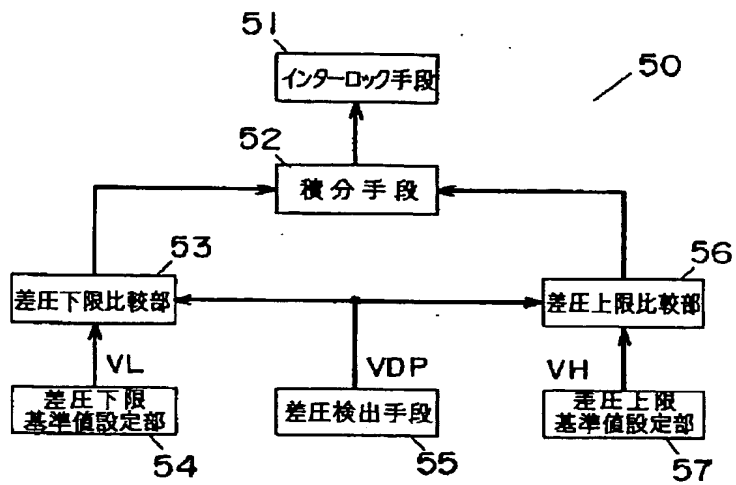 51
インターロック手段
50
52
積分手段
53
56
差圧下限比較部
差圧上限比較部
VL
VDP
VH
差圧下限
基準値設定部
差圧検出手段
差圧上限
基準値設定部
54
55
57